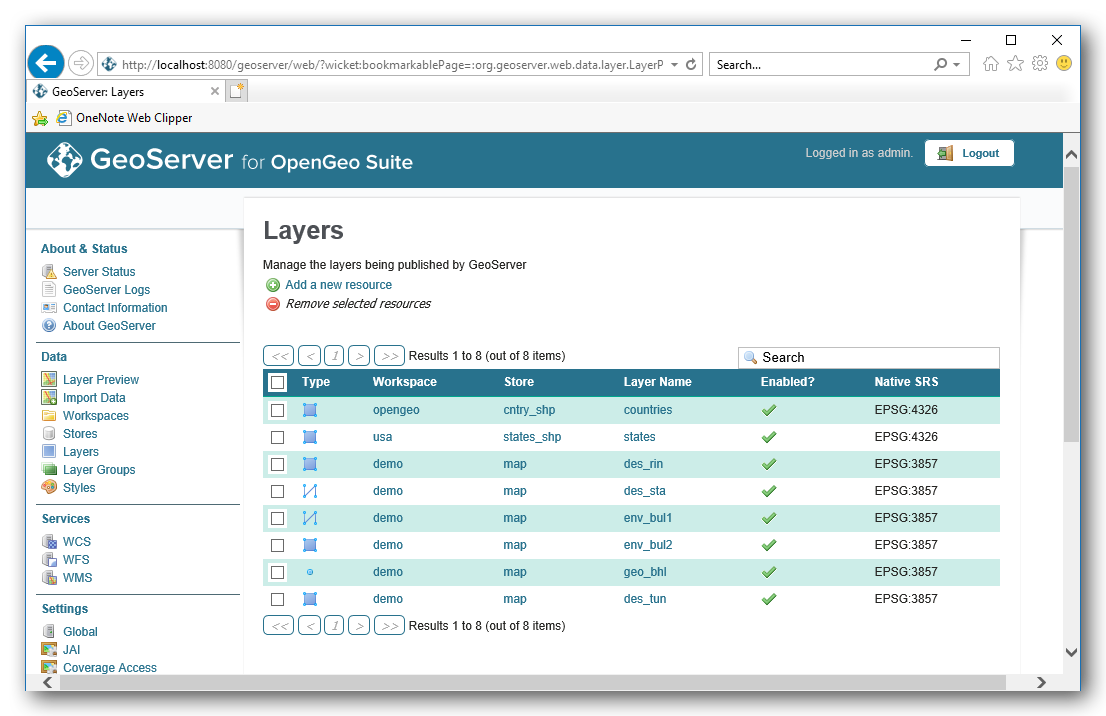 http://localhost:8080/geoserver/web/?wicket:bookmarkablePage=:org.geoserver.web.data.layer.LayerP
Search...
GeoServer: Layers
OneNote Web Clipper
GeoServer for OpenGeo Suite
Logged in as admin.
Logout
About & Status
Server Status
GeoServer Logs
Contact Information
About GeoServer
Data
Layer Preview
Import Data
Workspaces
Stores
Layers
Layer Groups
Styles
Services
WCS
WFS
WMS
Settings
Global
JAI
Coverage Access
Layers
Manage the layers being published by GeoServer
Add a new resource
Remove selected resources
<< < 1 > >> Results 1 to 8 (out of 8 items)
Search
Type Workspace Store Layer Name Enabled? Native SRS
opengeo cntry_shp countries EPSG:4326
usa states_shp states EPSG:4326
demo map des_rin EPSG:3857
demo map des_sta EPSG:3857
demo map env_bul1 EPSG:3857
demo map env_bul2 EPSG:3857
demo map geo_bhl EPSG:3857
demo map des_tun EPSG:3857
<< < 1 > >> Results 1 to 8 (out of 8 items)